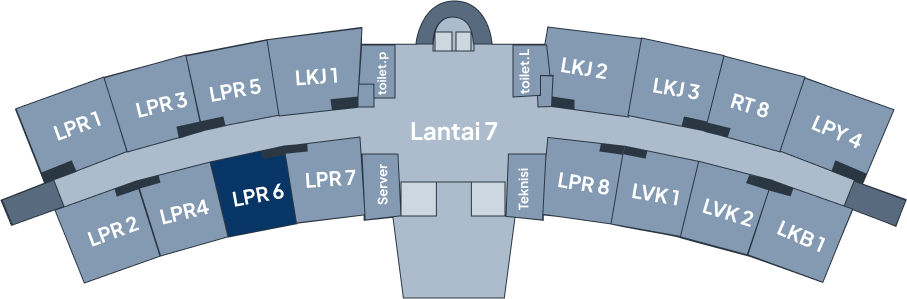 LPR 1
LPR 3
LPR 5
LKJ 1
toilet.p
toilet.L
LKJ 2
LKJ 3
RT 8
LPY 4
Lantai 7
LPR 2
LPR4
LPR 6
LPR 7
Server
Teknisi
LPR 8
LVK 1
LVK 2
LKB 1